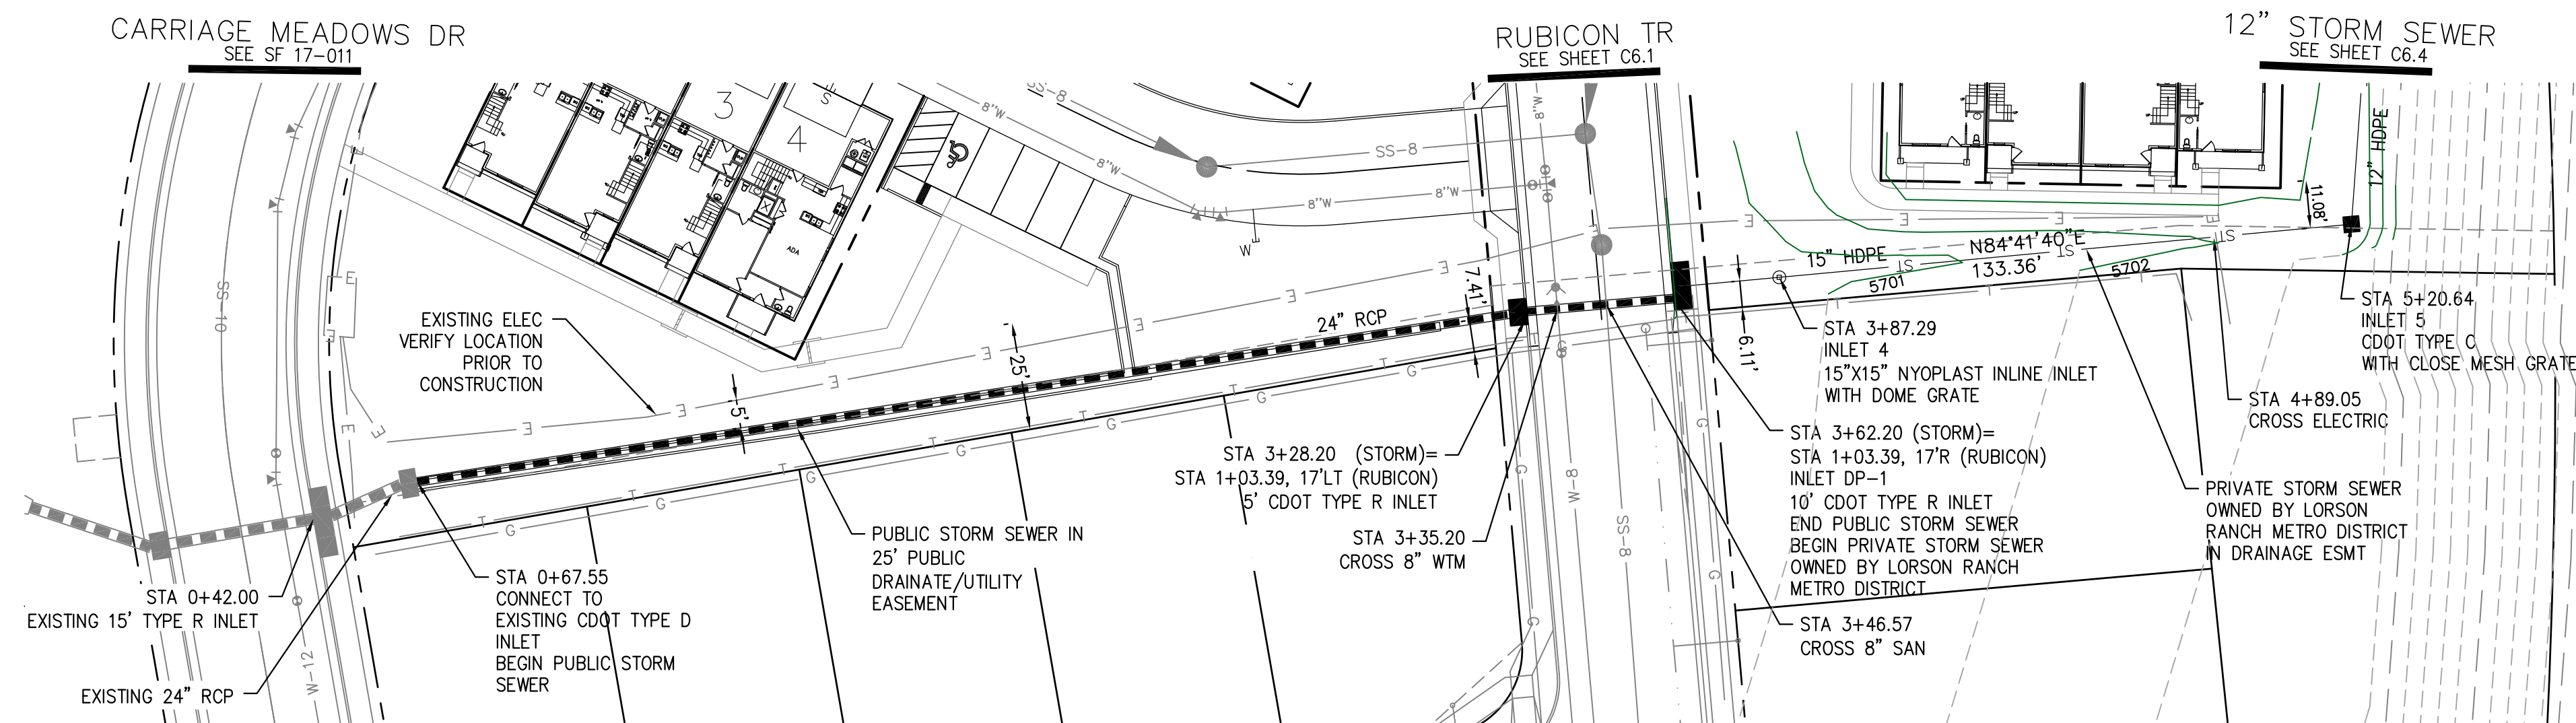 CARRIAGE MEADOWS DR
SEE SF 17-011
RUBICON TR
SEE SHEET C6.1
12” STORM SEWER
SEE SHEET C6.4
3
4
S
ADA
SS-8
8”W
8”W
SS-8
8”W
8”W
8”W
W
SS-10
W-12
8-W
SS-8
12” HDPE
11.08'
15” HDPE
N84°41'40”E
133.36'
5701
5702
ST
ST
ST
E
E
E
E
E
E
E
E
E
E
E
E
E
E
T
T
T
T
T
T
T
T
G
G
G
G
G
G
G
G
G
G
G
EXISTING ELEC
VERIFY LOCATION
PRIOR TO
CONSTRUCTION
5'
25'
24” RCP
7.41'
6.11'
STA 0+42.00
EXISTING 15' TYPE R INLET
EXISTING 24” RCP
STA 0+67.55
CONNECT TO
EXISTING CDOT TYPE D
INLET
BEGIN PUBLIC STORM
SEWER
PUBLIC STORM SEWER IN
25' PUBLIC
DRAINATE/UTILITY
EASEMENT
STA 3+28.20 (STORM)=
STA 1+03.39, 17'LT (RUBICON)
5' CDOT TYPE R INLET
STA 3+35.20
CROSS 8” WTM
STA 3+87.29
INLET 4
15”X15” NYOPLAST INLINE INLET
WITH DOME GRATE
STA 3+62.20 (STORM)=
STA 1+03.39, 17'R (RUBICON)
INLET DP-1
10' CDOT TYPE R INLET
END PUBLIC STORM SEWER
BEGIN PRIVATE STORM SEWER
OWNED BY LORSON RANCH
METRO DISTRICT
STA 3+46.57
CROSS 8” SAN
STA 5+20.64
INLET 5
CDOT TYPE C
WITH CLOSE MESH GRATE
STA 4+89.05
CROSS ELECTRIC
PRIVATE STORM SEWER
OWNED BY LORSON
RANCH METRO DISTRICT
IN DRAINAGE ESMT